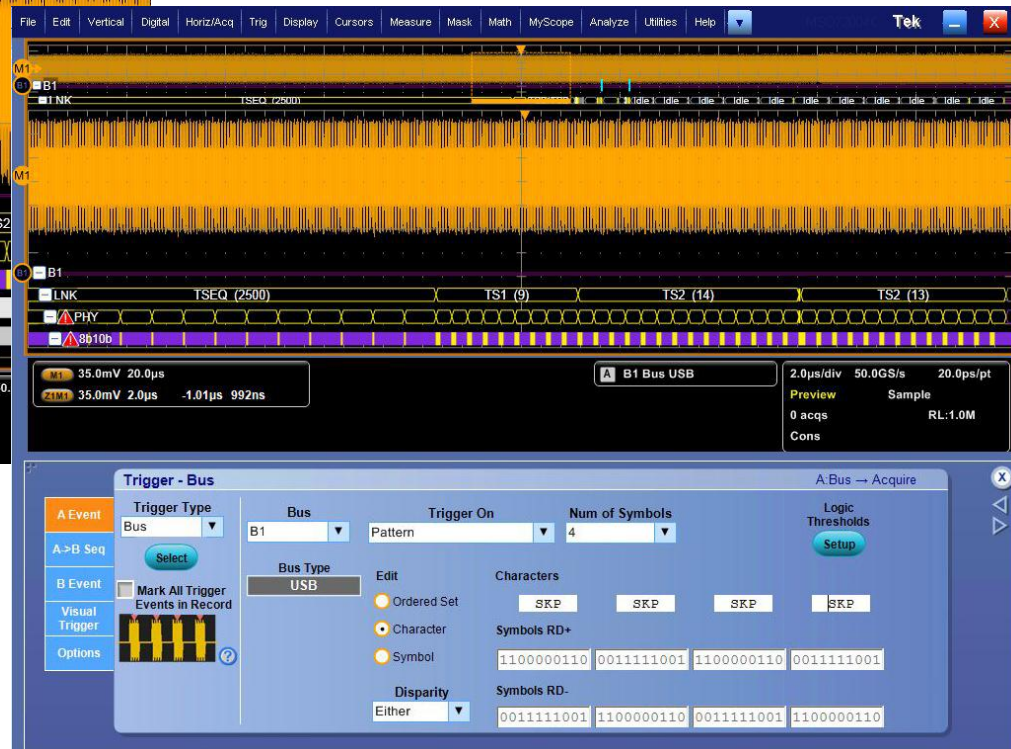 File Edit Vertical Digital Horiz/Acq Trig Display Cursors Measure Mask Math MyScope Analyze Utilities Help Tek X
M1
B1 B1
LNK TSEQ (2500) Idle Idle Idle Idle Idle Idle Idle Idle Idle Idle
M1
B1 B1
LNK TSEQ (2500) TS1 (9) TS2 (14) TS2 (13)
PHY
8b10b
M1 35.0mV 20.0µs
Z1M1 35.0mV 2.0µs -1.01µs 992ns
A B1 Bus USB
2.0µs/div 50.0GS/s 20.0ps/pt
Preview Sample
0 acqs RL:1.0M
Cons
Trigger - Bus A:Bus → Acquire X
A Event
A->B Seq
B Event
Visual Trigger
Options
Trigger Type
Bus
Select
Mark All Trigger
Events in Record
?
Bus
B1
Bus Type
USB
Trigger On
Pattern
Num of Symbols
4
Logic
Thresholds
Setup
Edit
Ordered Set
Character
Symbol
Disparity
Either
Characters
SKP SKP SKP SKP
Symbols RD+
1100000110 0011111001 1100000110 0011111001
Symbols RD-
0011111001 1100000110 0011111001 1100000110